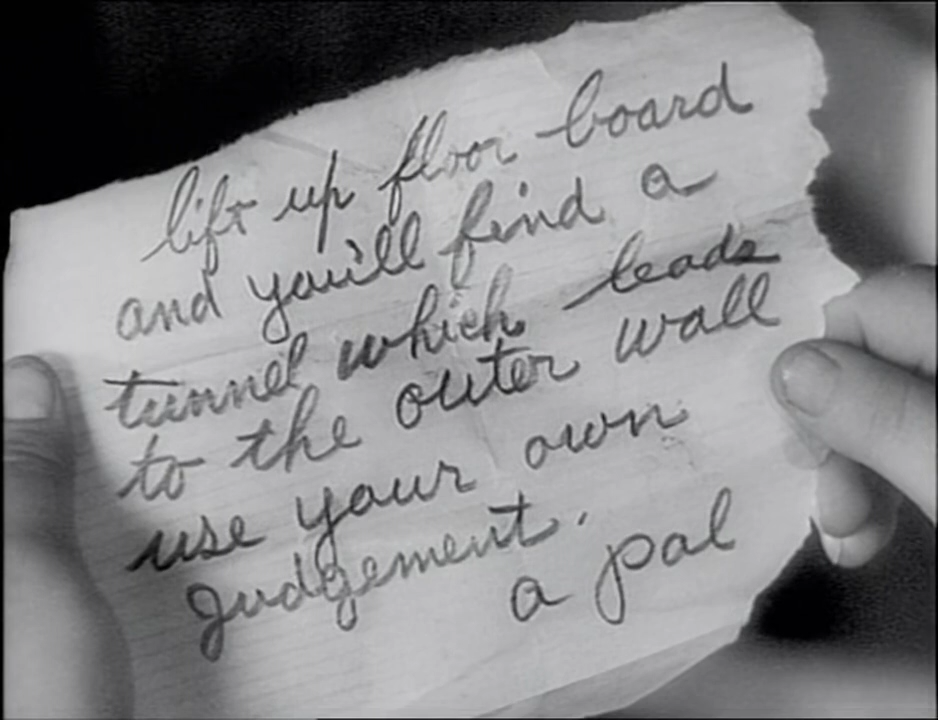 lift up floor board
and you'll find a
tunnel which leads
to the outer wall
use your own
judgement.
a pal